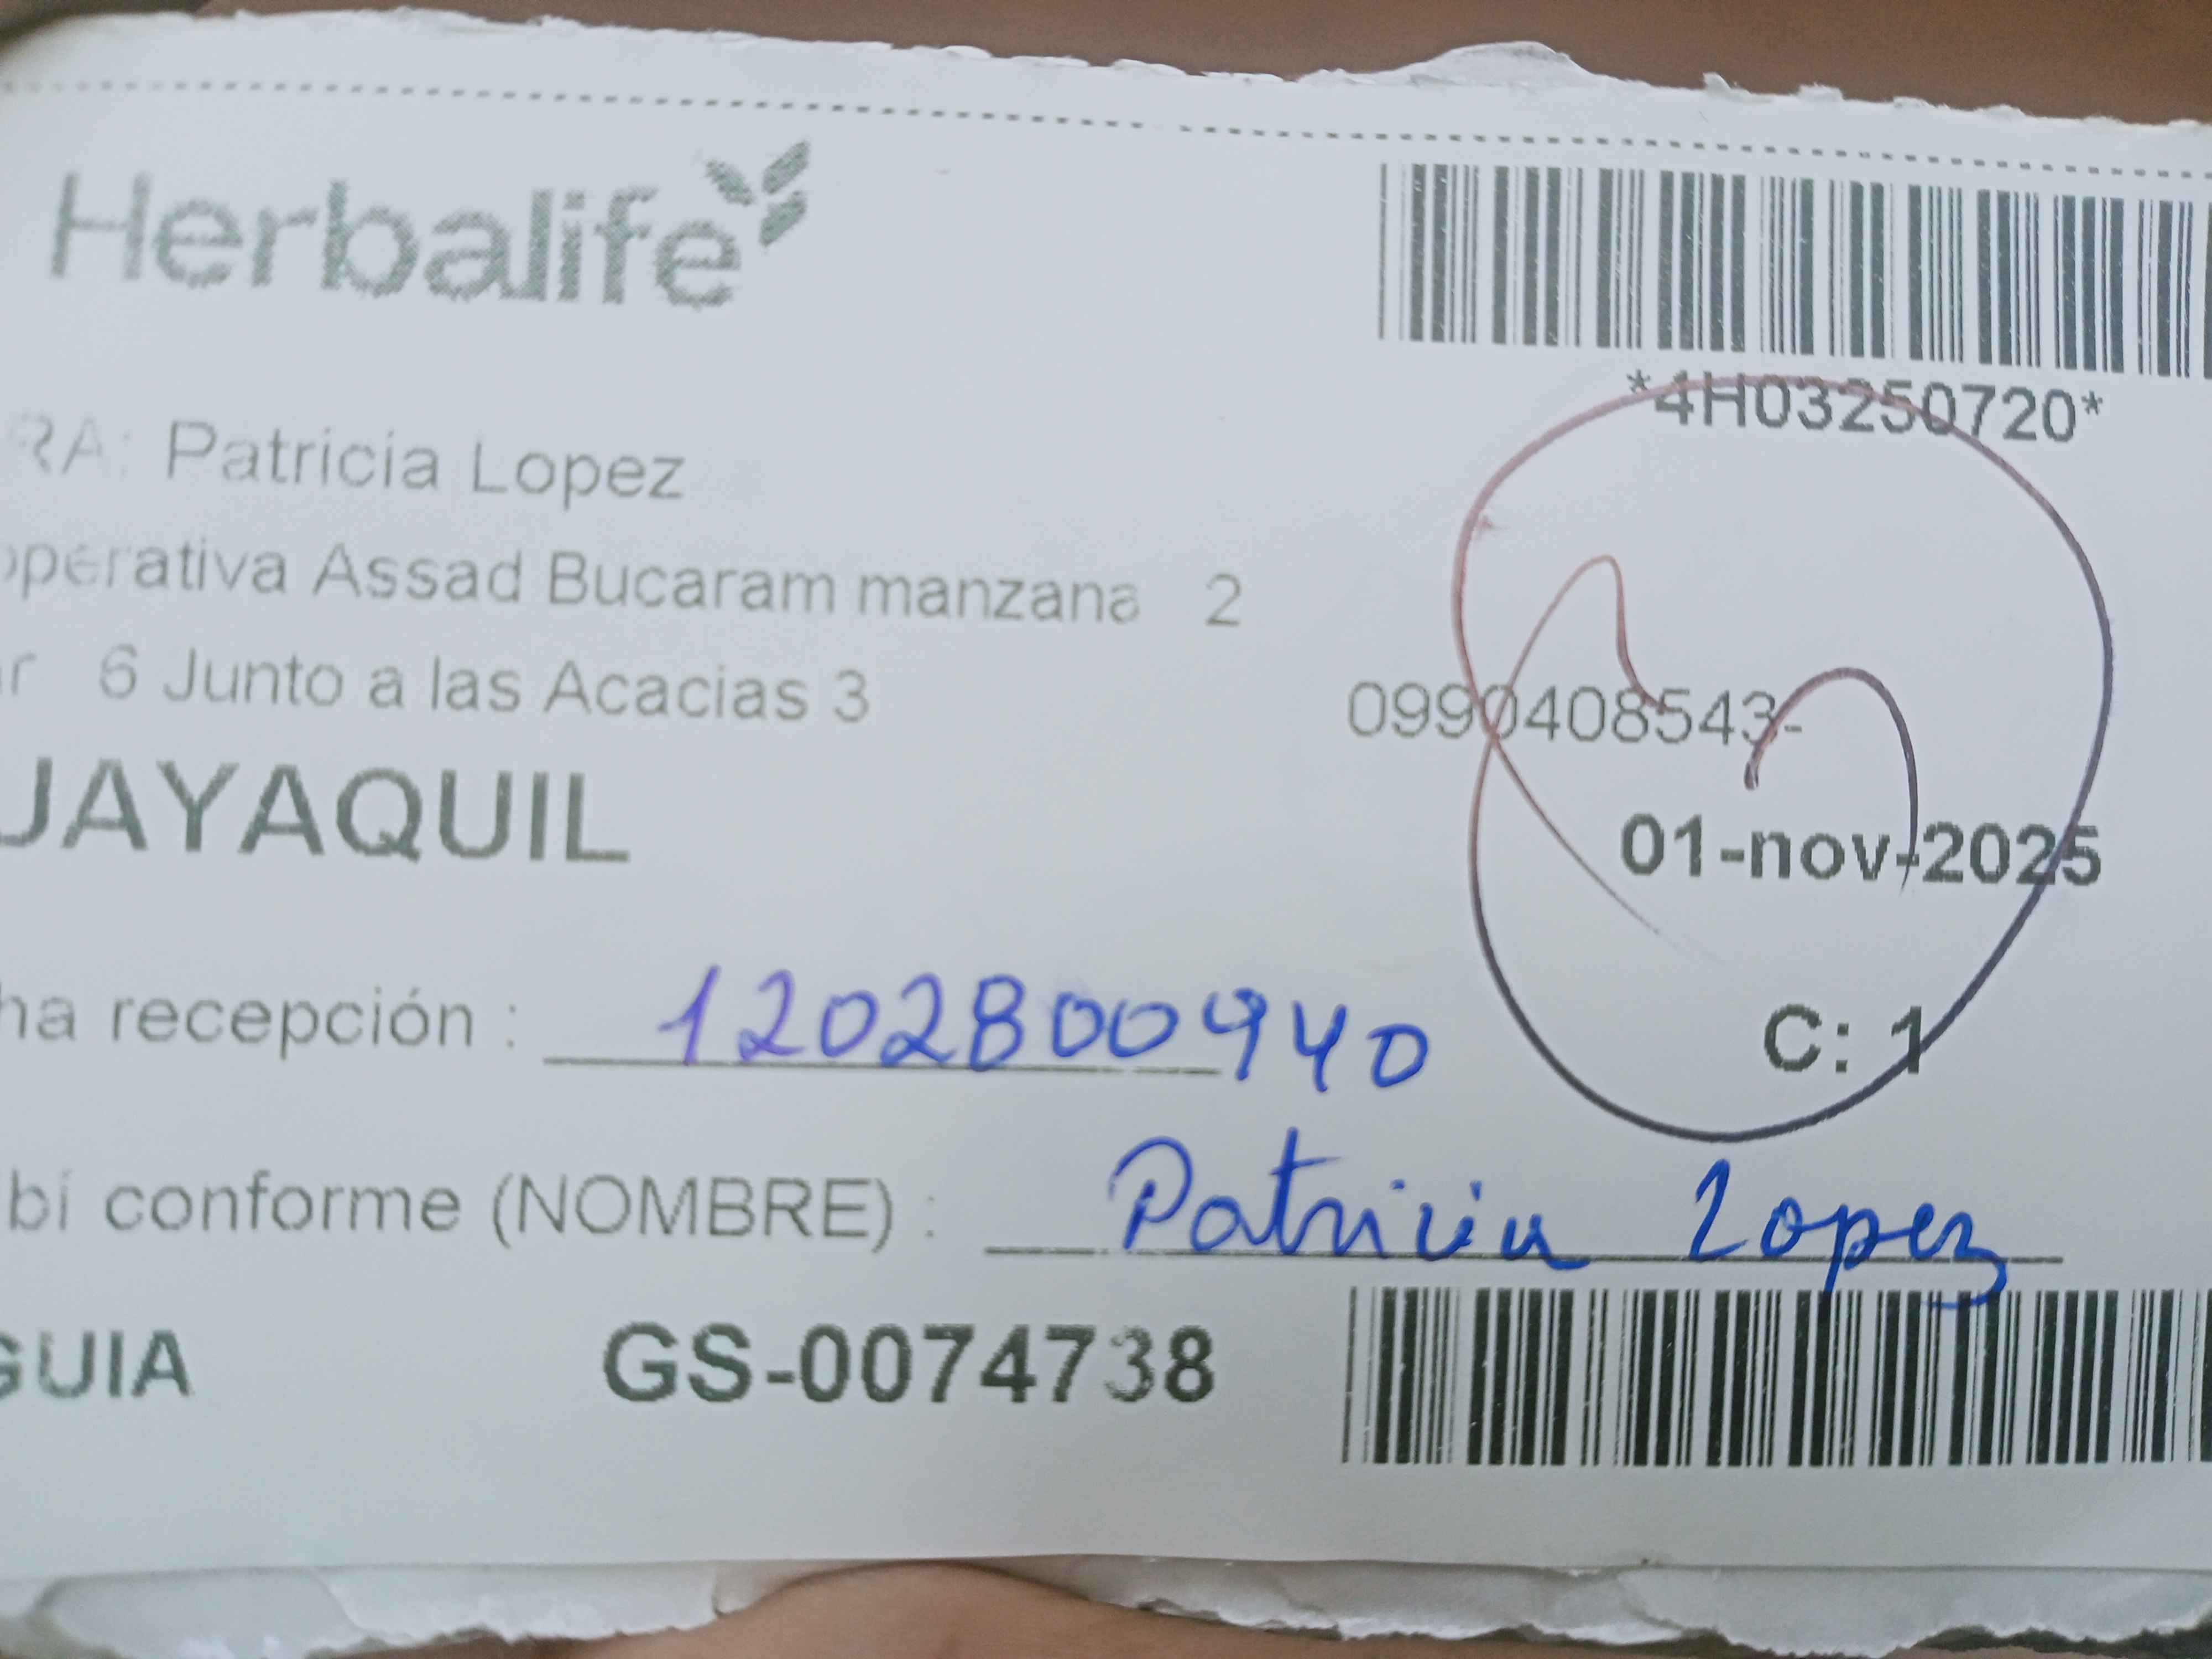 Herbalife
*4H03250720*
RA: Patricia Lopez
operativa Assad Bucaram manzana 2
r 6 Junto a las Acacias 3
0990408543-
JAYAQUIL
01-nov-2025
ha recepción : 1202800940
C: 1
bí conforme (NOMBRE) : Patricia Lopez
GUIA GS-0074738